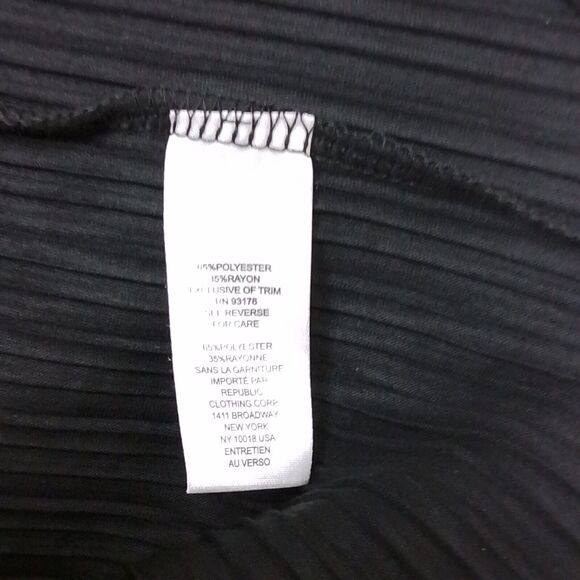 65%POLYESTER
35%RAYON
EXCLUSIVE OF TRIM
RN 93178
SEE REVERSE
FOR CARE
65%POLYESTER
35%RAYONNE
SANS LA GARNITURE
IMPORTÉ PAR
REPUBLIC
CLOTHING CORP
1411 BROADWAY
NEW YORK
NY 10018 USA
ENTRETIEN
AU VERSO